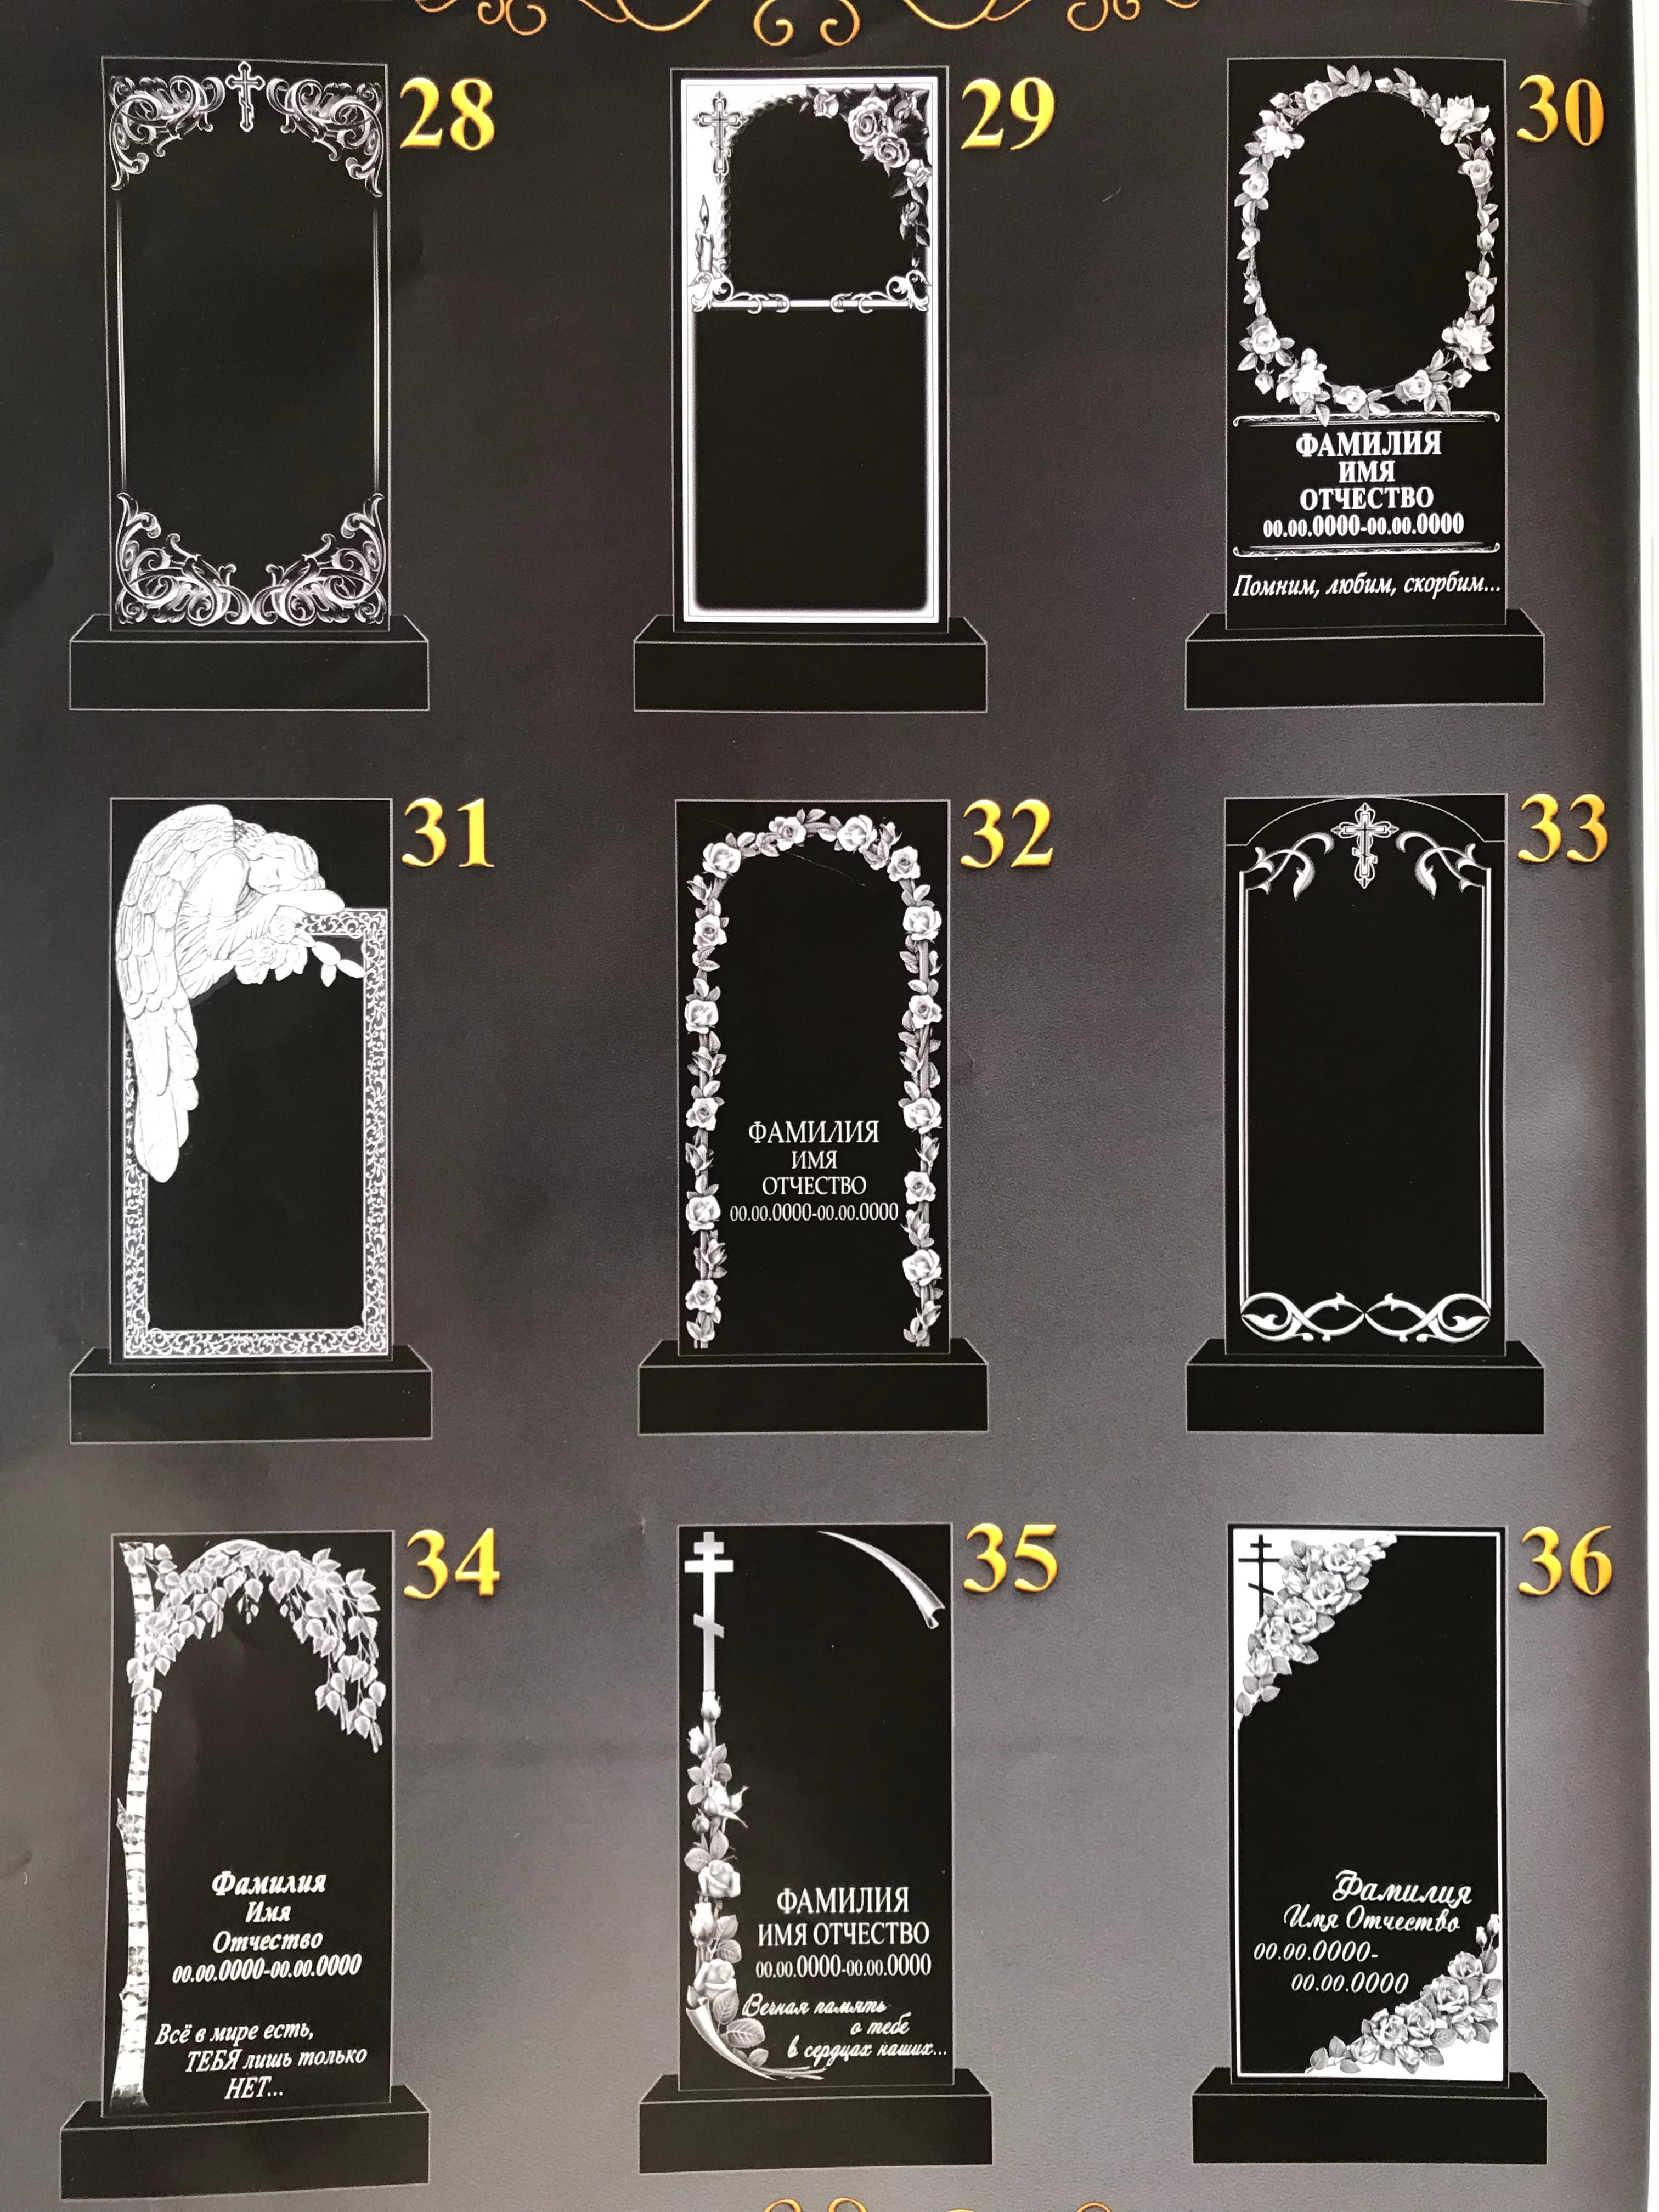 28
29
30
ФАМИЛИЯ
ИМЯ
ОТЧЕСТВО
00.00.0000-00.00.0000
Помним, любим, скорбим...
31
32
ФАМИЛИЯ
ИМЯ
ОТЧЕСТВО
00.00.0000-00.00.0000
33
34
Фамилия
Имя
Отчество
00.00.0000-00.00.0000
Всё в мире есть,
ТЕБЯ лишь только
НЕТ...
35
ФАМИЛИЯ
ИМЯ ОТЧЕСТВО
00.00.0000-00.00.0000
Вечная память
о тебе
в сердцах наших...
36
Фамилия
Имя Отчество
00.00.0000-
00.00.0000